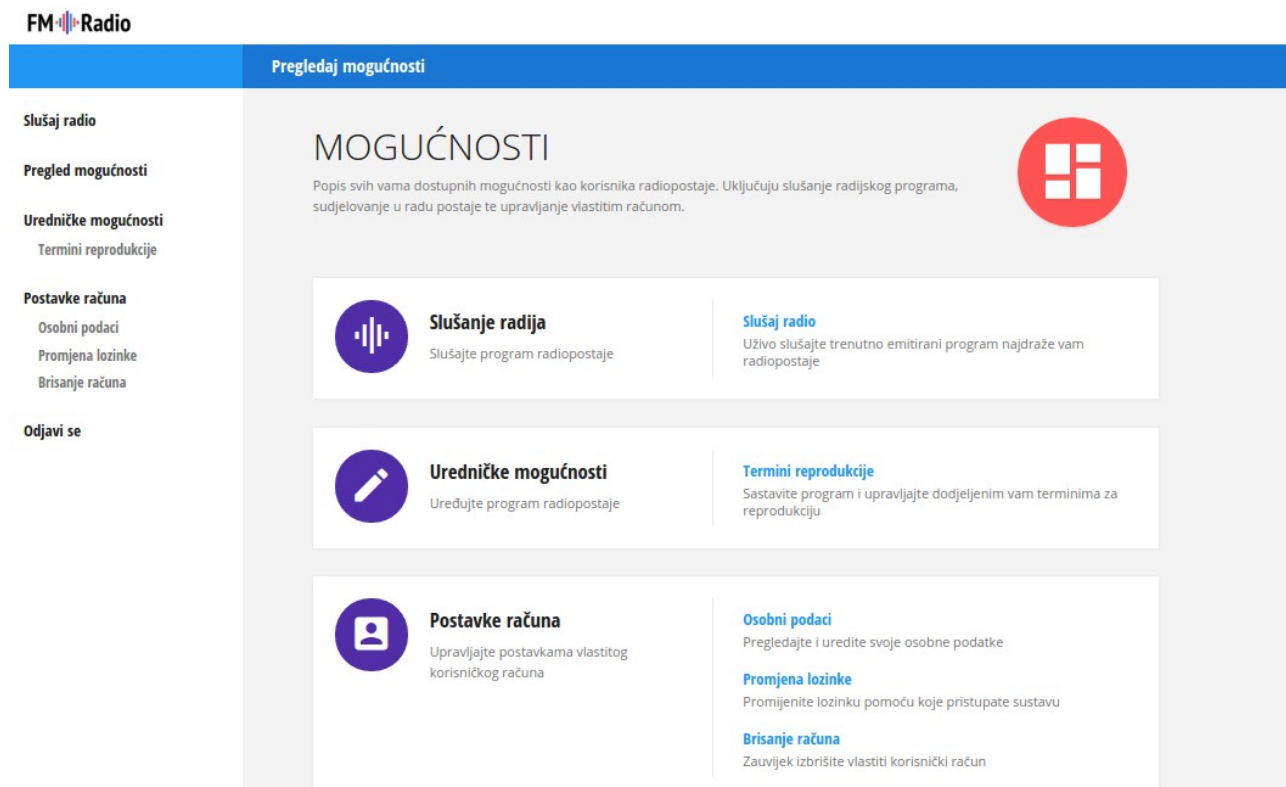 FM Radio
Pregledaj mogućnosti
Slušaj radio
Pregled mogućnosti
Uredničke mogućnosti
Termini reprodukcije
Postavke računa
Osobni podaci
Promjena lozinke
Brisanje računa
Odjavi se
MOGUĆNOSTI
Popis svih vama dostupnih mogućnosti kao korisnika radiopostaje. Uključuju slušanje radijskog programa,
sudjelovanje u radu postaje te upravljanje vlastitim računom.
Slušanje radija
Slušajte program radiopostaje
Slušaj radio
Uživo slušajte trenutno emitirani program najdraže vam
radiopostaje
Uredničke mogućnosti
Uređujte program radiopostaje
Termini reprodukcije
Sastavite program i upravljajte dodjeljenim vam terminima za
reprodukciju
Postavke računa
Upravljajte postavkama vlastitog
korisničkog računa
Osobni podaci
Pregledajte i uredite svoje osobne podatke
Promjena lozinke
Promijenite lozinku pomoću koje pristupate sustavu
Brisanje računa
Zauvijek izbrišite vlastiti korisnički račun